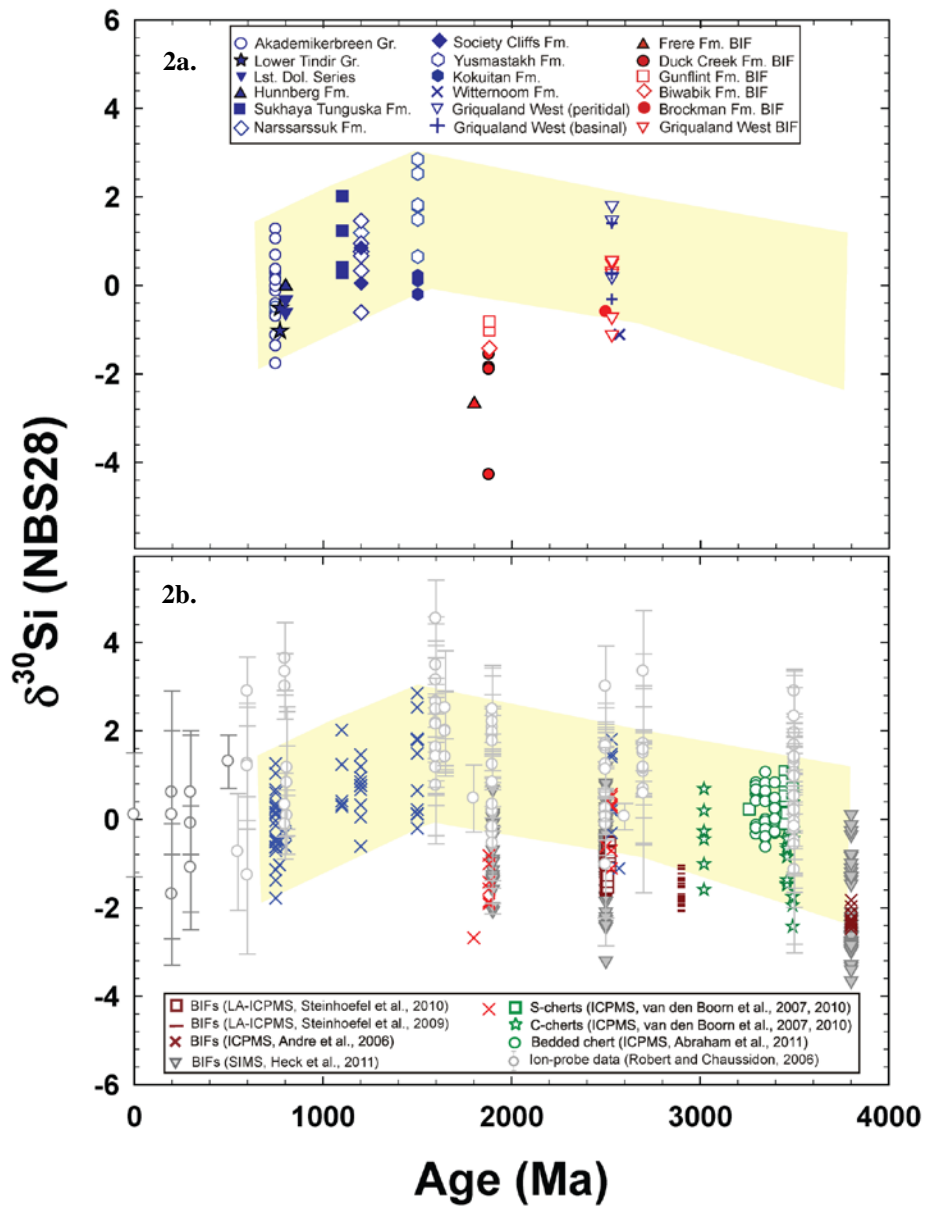 6
2a.
Akademikerbreen Gr.
Lower Tindir Gr.
Lst. Dol. Series
Hunnberg Fm.
Sukhaya Tunguska Fm.
Narssarssuk Fm.
Society Cliffs Fm.
Yusmastakh Fm.
Kokuitan Fm.
Witternoom Fm.
Griqualand West (peritidal)
Griqualand West (basinal)
Frere Fm. BIF
Duck Creek Fm. BIF
Gunflint Fm. BIF
Biwabik Fm. BIF
Brockman Fm. BIF
Griqualand West BIF
4
2
0
-2
-4
δ30Si (NBS28)
2b.
4
2
0
-2
-4
-6
BIFs (LA-ICPMS, Steinhoefel et al., 2010)
BIFs (LA-ICPMS, Steinhoefel et al., 2009)
BIFs (ICPMS, Andre et al., 2006)
BIFs (SIMS, Heck et al., 2011)
S-cherts (ICPMS, van den Boorn et al., 2007, 2010)
C-cherts (ICPMS, van den Boorn et al., 2007, 2010)
Bedded chert (ICPMS, Abraham et al., 2011)
Ion-probe data (Robert and Chaussidon, 2006)
0 1000 2000 3000 4000
Age (Ma)